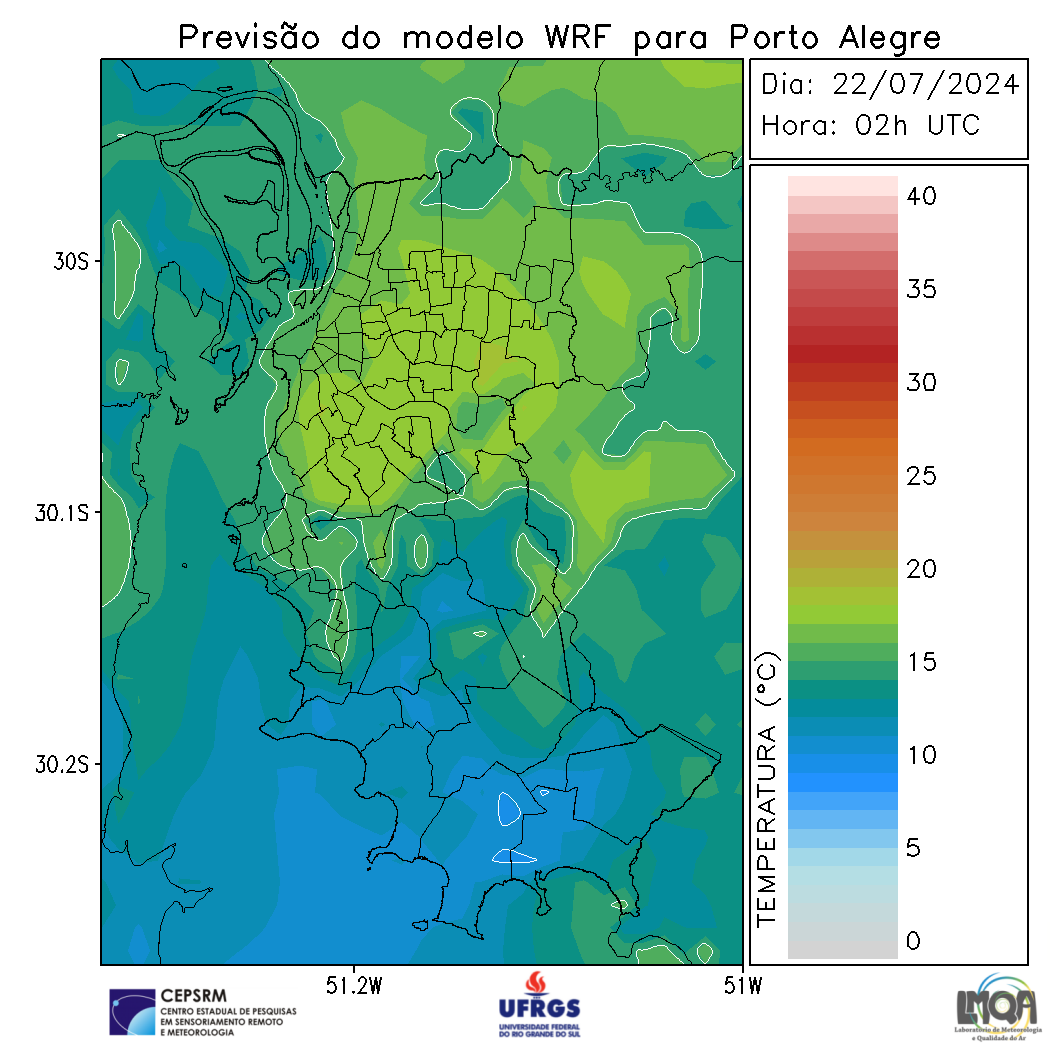 Previsão do modelo WRF para Porto Alegre
Dia: 22/07/2024
Hora: 02h UTC
40
35
30
25
20
15
10
5
0
TEMPERATURA (°C)
30S
30.1S
30.2S
51.2W
51W
CEPSRM
CENTRO ESTADUAL DE PESQUISAS
EM SENSORIAMENTO REMOTO
E METEOROLOGIA
UFRGS
UNIVERSIDADE FEDERAL
DO RIO GRANDE DO SUL
LMQA
Laboratório de Meteorologia
e Qualidade do Ar